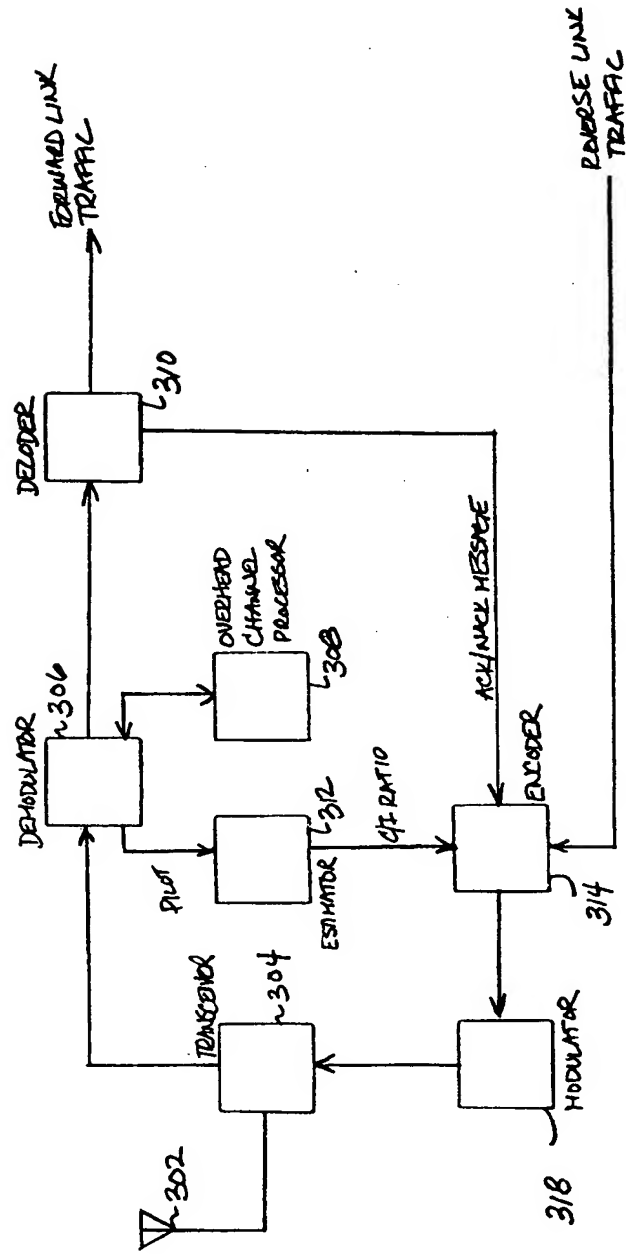 FORWARD LINK
TRAFFIC
DECODER
310
DEMODULATOR
306
OVERHEAD
CHANNEL
PROCESSOR
308
PILOT
312
ESTIMATOR
C/I RATIO
ACK/NACK MESSAGE
TRANSCEIVOR
304
302
ENCODER
314
MODULATOR
318
REVERSE LINK
TRAFFIC